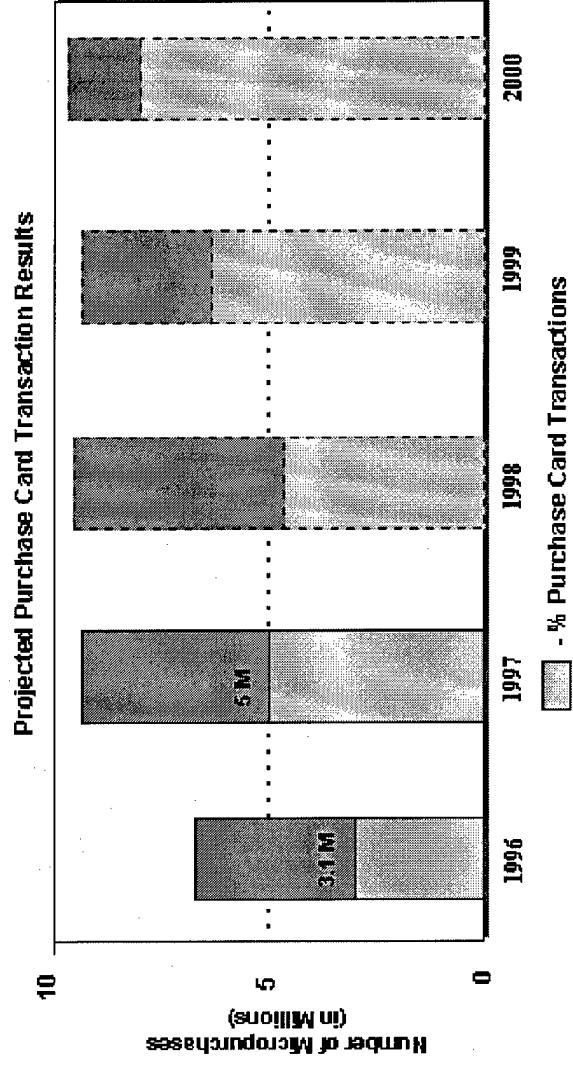 Projected Purchase Card Transaction Results
Number of Micropurchases
(in Millions)
10
5
0
3.1 M
5 M
1996
1997
1998
1999
2000
- % Purchase Card Transactions